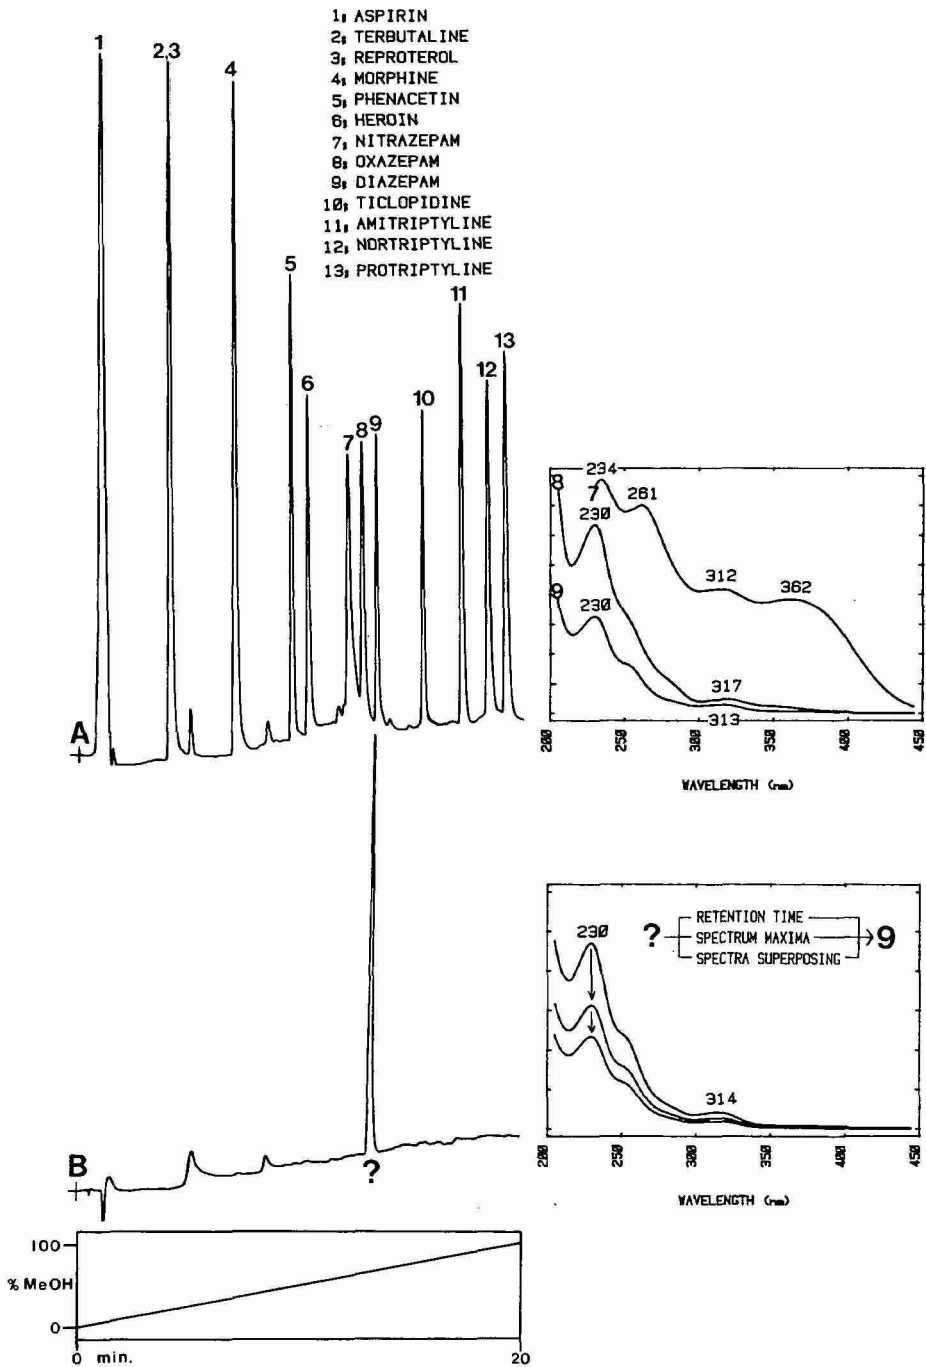 1; ASPIRIN
2; TERBUTALINE
3; REPROTEROL
4; MORPHINE
5; PHENACETIN
6; HEROIN
7; NITRAZEPAM
8; OXAZEPAM
9; DIAZEPAM
10; TICLOPIDINE
11; AMITRIPTYLINE
12; NORTRIPTYLINE
13; PROTRIPTYLINE
1
2,3
4
5
6
7
8
9
10
11
12
13
A
8
7
9
234
261
230
230
312
362
317
313
200 250 300 350 400 450
WAVELENGTH (nm)
B
?
230
314
? RETENTION TIME
SPECTRUM MAXIMA 9
SPECTRA SUPERPOSING
200 250 300 350 400 450
WAVELENGTH (nm)
100
% MeOH
0
0 min. 20